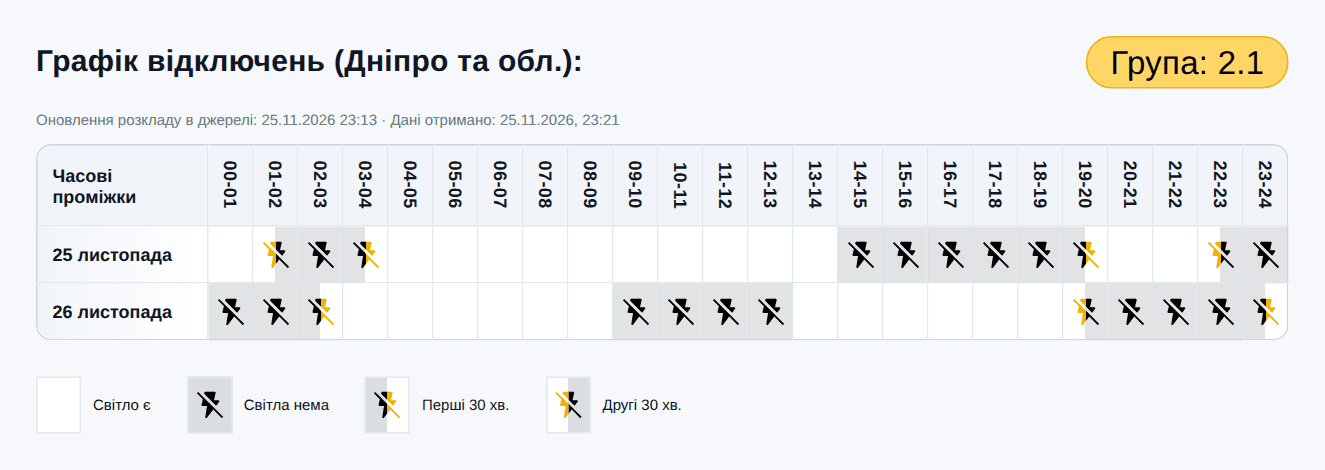 Графік відключень (Дніпро та обл.):
Група: 2.1
Оновлення розкладу в джерелі: 25.11.2026 23:13 · Дані отримано: 25.11.2026, 23:21
Часові
проміжки
00-01
01-02
02-03
03-04
04-05
05-06
06-07
07-08
08-09
09-10
10-11
11-12
12-13
13-14
14-15
15-16
16-17
17-18
18-19
19-20
20-21
21-22
22-23
23-24
25 листопада
26 листопада
Світло є
Світла нема
Перші 30 хв.
Другі 30 хв.